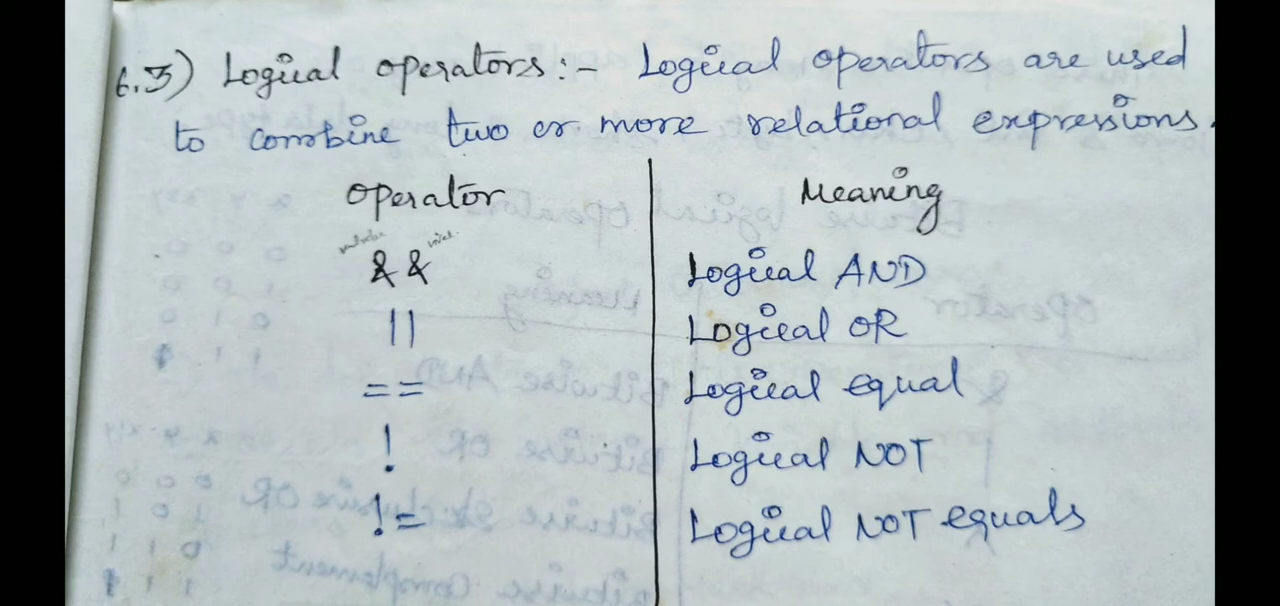 6.3) Logical operators :- Logical operators are used
to combine two or more relational expressions.
operator Meaning
&& Logical AND
|| Logical OR
== Logical equal
! Logical NOT
!= Logical NOT equals